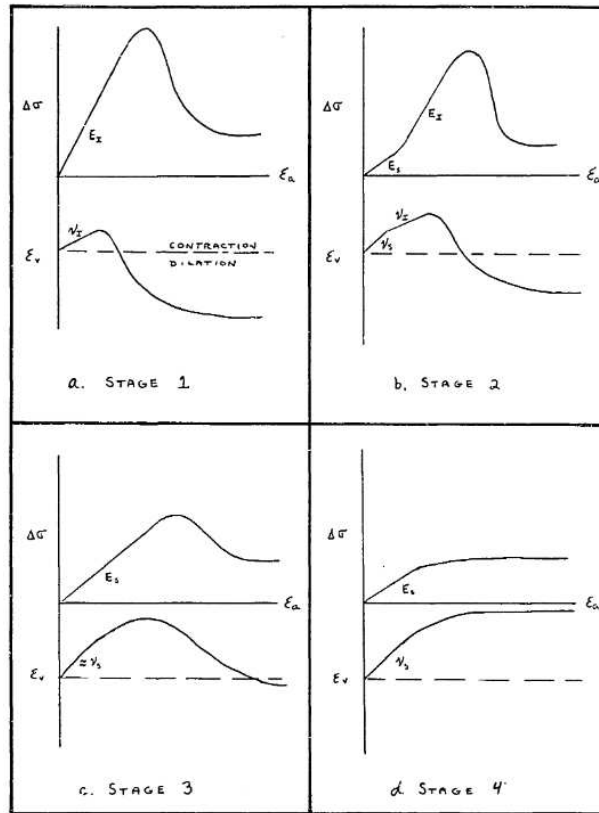 Δσ
E_I
ε_a
ν_I
ε_v
CONTRACTION
DILATION
a. STAGE 1
Δσ
E_I
E_s
ε_a
ν_I
ν_s
ε_v
b. STAGE 2
Δσ
E_s
ε_a
≈ν_s
ε_v
c. STAGE 3
Δσ
E_s
ε_a
ν_s
ε_v
d. STAGE 4